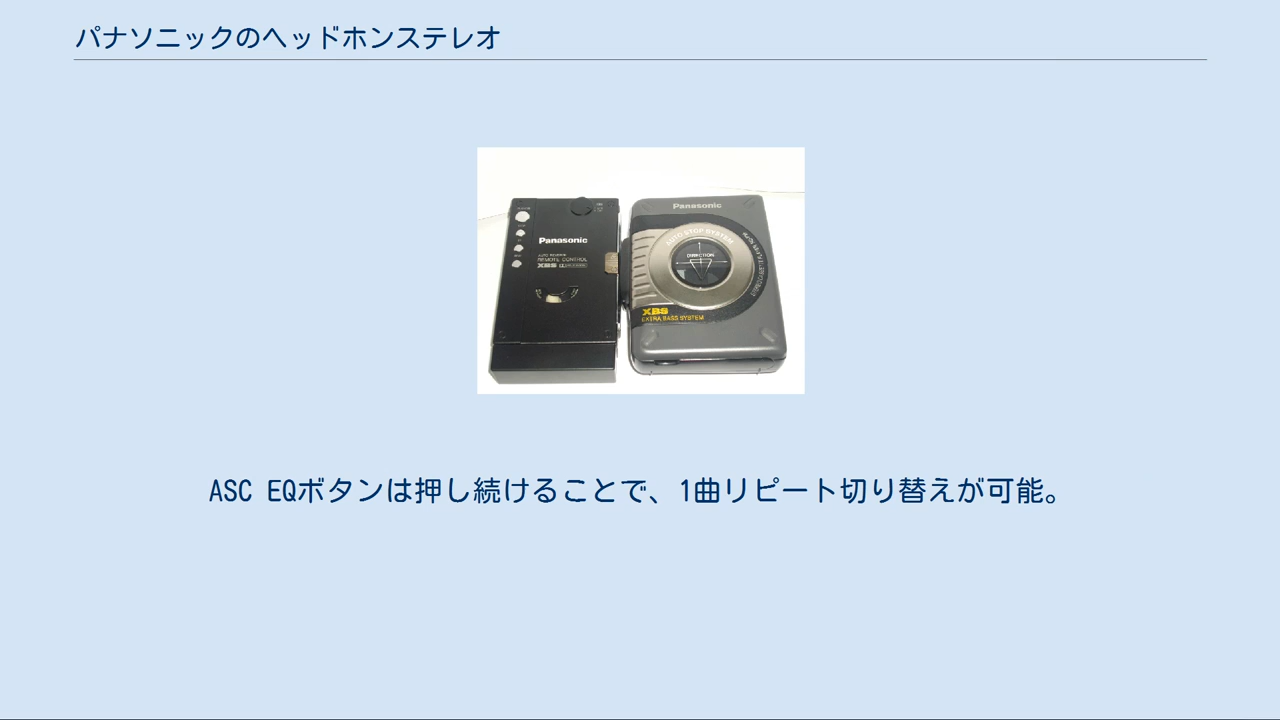 パナソニックのヘッドホンステレオ
Panasonic
AUTO REVERSE
REMOTE CONTROL
XBS
Panasonic
AUTO STOP SYSTEM
DIRECTION
XBS
EXTRA BASS SYSTEM
ASC EQボタンは押し続けることで、1曲リピート切り替えが可能。